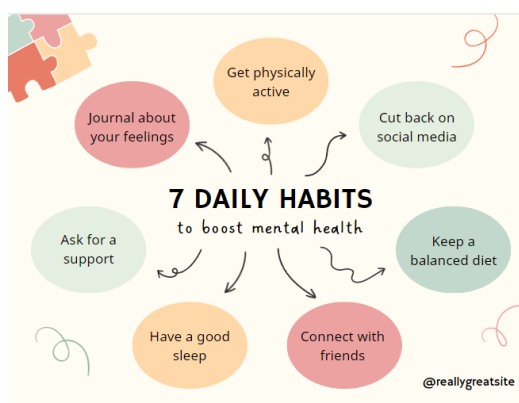 7 DAILY HABITS
to boost mental health
Get physically
active
Cut back on
social media
Keep a
balanced diet
Connect with
friends
Have a good
sleep
Ask for a
support
Journal about
your feelings
@reallygreatsite